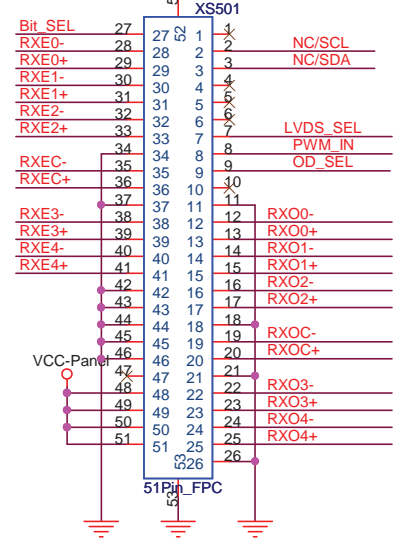 XS501
52
Bit_SEL 27 27 1 1
RXE0- 28 28 2 2 NC/SCL
RXE0+ 29 29 3 3 NC/SDA
RXE1- 30 30 4 4
RXE1+ 31 31 5 5
RXE2- 32 32 6 6
RXE2+ 33 33 7 7 LVDS_SEL
34 34 8 8 PWM_IN
RXEC- 35 35 9 9 OD_SEL
RXEC+ 36 36 10 10
37 37 11 11
RXE3- 38 38 12 12 RXO0-
RXE3+ 39 39 13 13 RXO0+
RXE4- 40 40 14 14 RXO1-
RXE4+ 41 41 15 15 RXO1+
42 42 16 16 RXO2-
43 43 17 17 RXO2+
44 44 18 18
45 45 19 19 RXOC-
46 46 20 20 RXOC+
VCC-Panel
47 47 21 21
48 48 22 22 RXO3-
49 49 23 23 RXO3+
50 50 24 24 RXO4-
51 51 25 25 RXO4+
53 26 26
51Pin_FPC
53